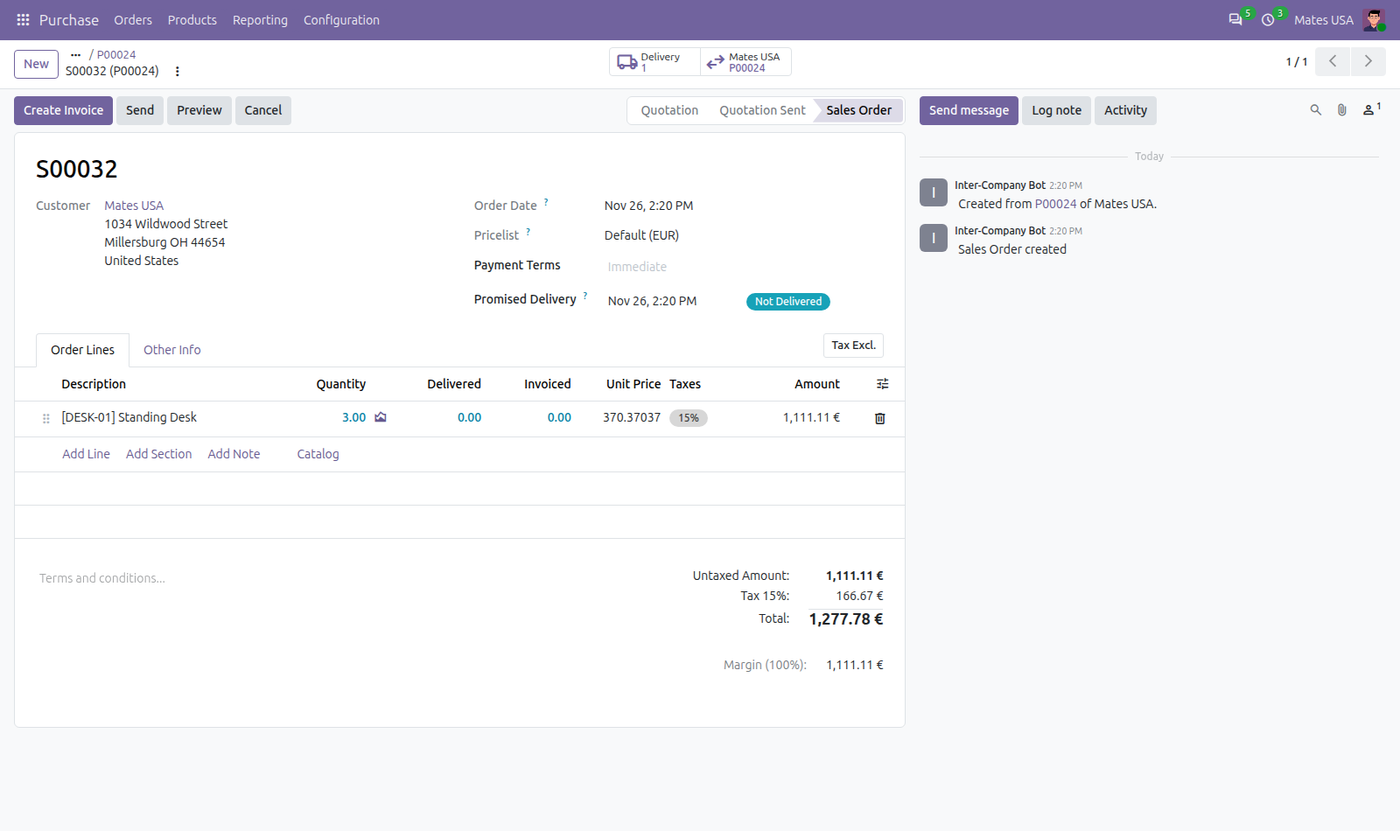 Purchase Orders Products Reporting Configuration 5 3 Mates USA
New ••• / P00024
S00032 (P00024)
Delivery
1
Mates USA
P00024
1 / 1
Create Invoice Send Preview Cancel Quotation Quotation Sent Sales Order
Send message Log note Activity 1
S00032
Customer Mates USA
1034 Wildwood Street
Millersburg OH 44654
United States
Order Date ? Nov 26, 2:20 PM
Pricelist ? Default (EUR)
Payment Terms Immediate
Promised Delivery ? Nov 26, 2:20 PM Not Delivered
Order Lines Other Info Tax Excl.
Description Quantity Delivered Invoiced Unit Price Taxes Amount
[DESK-01] Standing Desk 3.00 0.00 0.00 370.37037 15% 1,111.11 €
Add Line Add Section Add Note Catalog
Terms and conditions...
Untaxed Amount: 1,111.11 €
Tax 15%: 166.67 €
Total: 1,277.78 €
Margin (100%): 1,111.11 €
Today
I Inter-Company Bot 2:20 PM
Created from P00024 of Mates USA.
I Inter-Company Bot 2:20 PM
Sales Order created